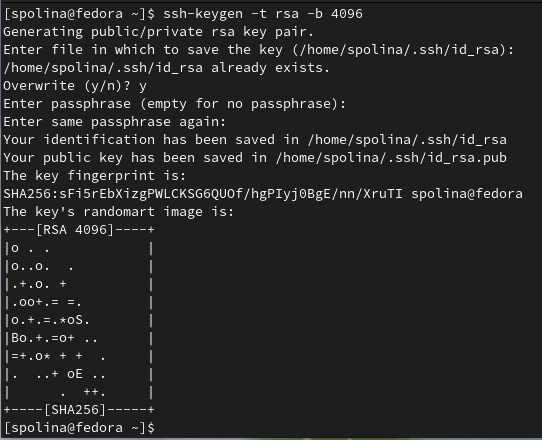 [spolina@fedora ~]$ ssh-keygen -t rsa -b 4096
Generating public/private rsa key pair.
Enter file in which to save the key (/home/spolina/.ssh/id_rsa):
/home/spolina/.ssh/id_rsa already exists.
Overwrite (y/n)? y
Enter passphrase (empty for no passphrase):
Enter same passphrase again:
Your identification has been saved in /home/spolina/.ssh/id_rsa
Your public key has been saved in /home/spolina/.ssh/id_rsa.pub
The key fingerprint is:
SHA256:sFi5rEbXizgPWLCKSG6QUOf/hgPIyj0BgE/nn/XruTI spolina@fedora
The key's randomart image is:
+---[RSA 4096]----+
|o . .            |
|o..o.  .         |
|.+.o. +          |
|.oo+.= =.        |
|o.+.=.*oS.       |
|Bo.+.=o+ ..      |
|=+.o* + +  .     |
|.  ..+ oE ..     |
|      .  ++.     |
+----[SHA256]-----+
[spolina@fedora ~]$